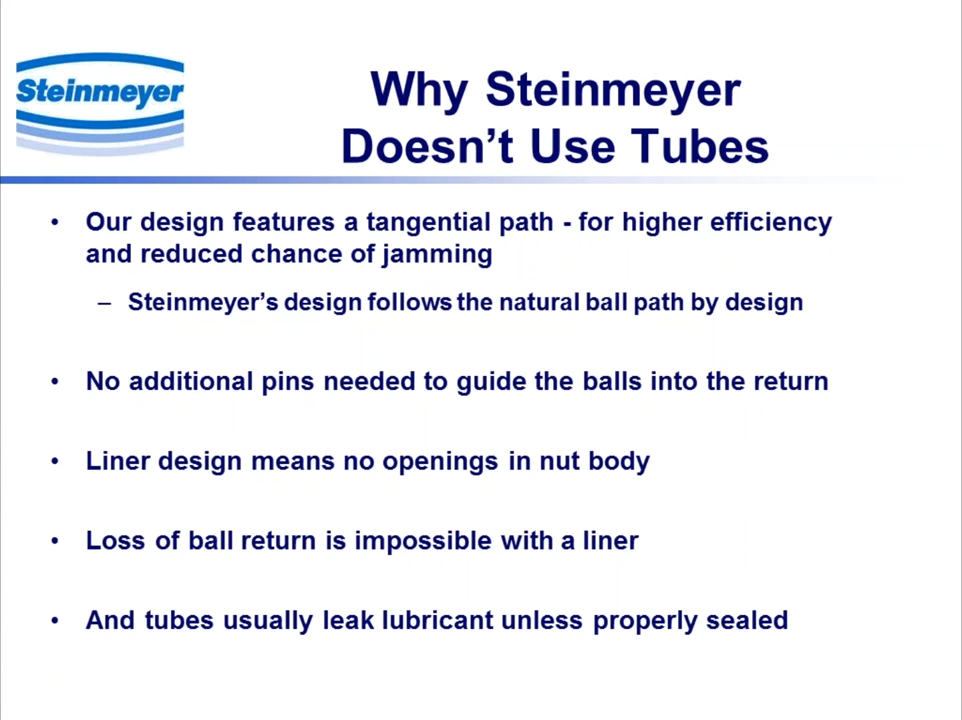 Steinmeyer
Why Steinmeyer
Doesn't Use Tubes
• Our design features a tangential path - for higher efficiency
and reduced chance of jamming
– Steinmeyer's design follows the natural ball path by design
• No additional pins needed to guide the balls into the return
• Liner design means no openings in nut body
• Loss of ball return is impossible with a liner
• And tubes usually leak lubricant unless properly sealed